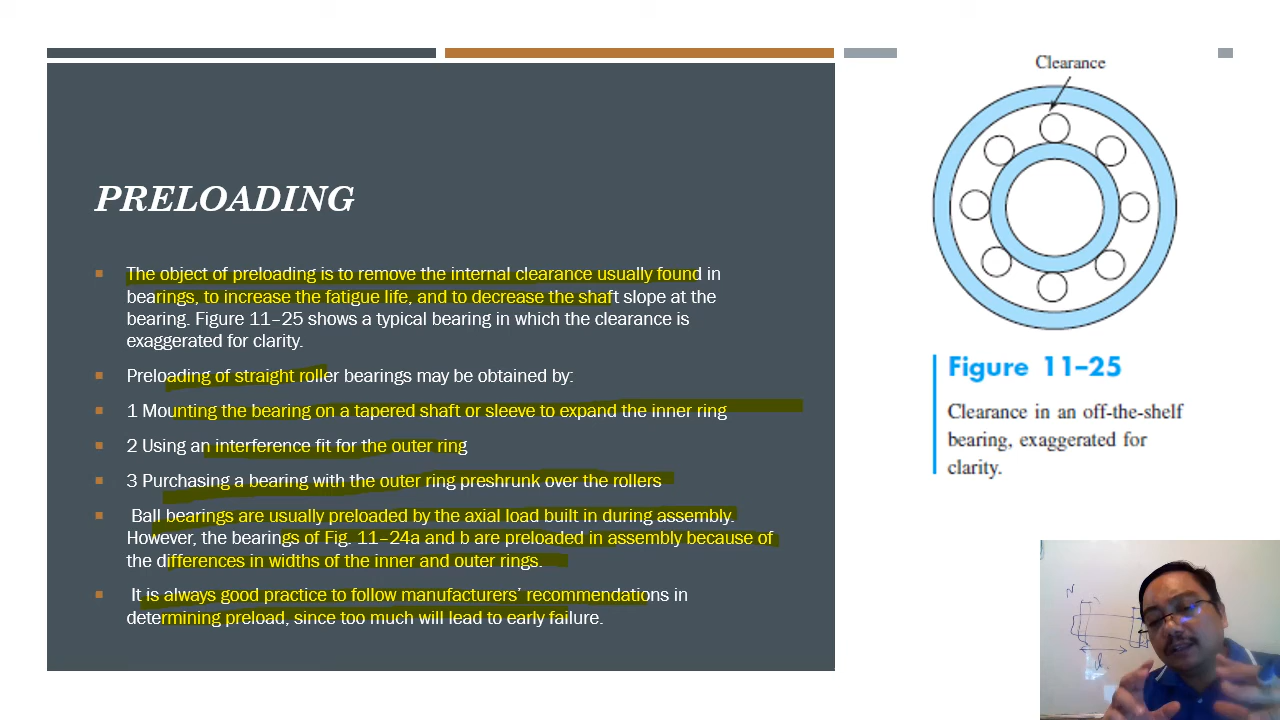 PRELOADING
The object of preloading is to remove the internal clearance usually found in
bearings, to increase the fatigue life, and to decrease the shaft slope at the
bearing. Figure 11–25 shows a typical bearing in which the clearance is
exaggerated for clarity.
Preloading of straight roller bearings may be obtained by:
1 Mounting the bearing on a tapered shaft or sleeve to expand the inner ring
2 Using an interference fit for the outer ring
3 Purchasing a bearing with the outer ring preshrunk over the rollers
Ball bearings are usually preloaded by the axial load built in during assembly.
However, the bearings of Fig. 11–24a and b are preloaded in assembly because of
the differences in widths of the inner and outer rings.
It is always good practice to follow manufacturers’ recommendations in
determining preload, since too much will lead to early failure.
Clearance
Figure 11–25
Clearance in an off-the-shelf
bearing, exaggerated for
clarity.
N